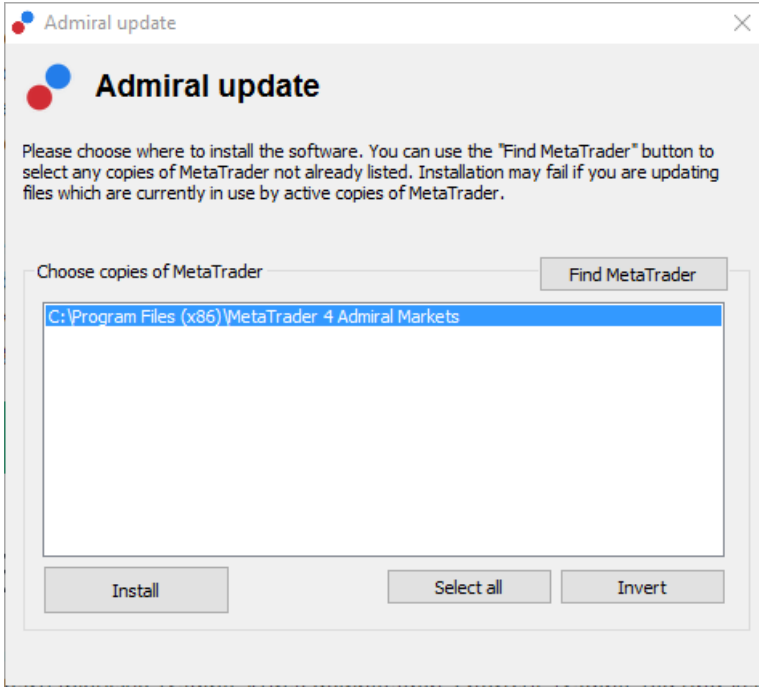 Admiral update
Admiral update
Please choose where to install the software. You can use the "Find MetaTrader" button to
select any copies of MetaTrader not already listed. Installation may fail if you are updating
files which are currently in use by active copies of MetaTrader.
Choose copies of MetaTrader
Find MetaTrader
C:\Program Files (x86)\MetaTrader 4 Admiral Markets
Install
Select all
Invert